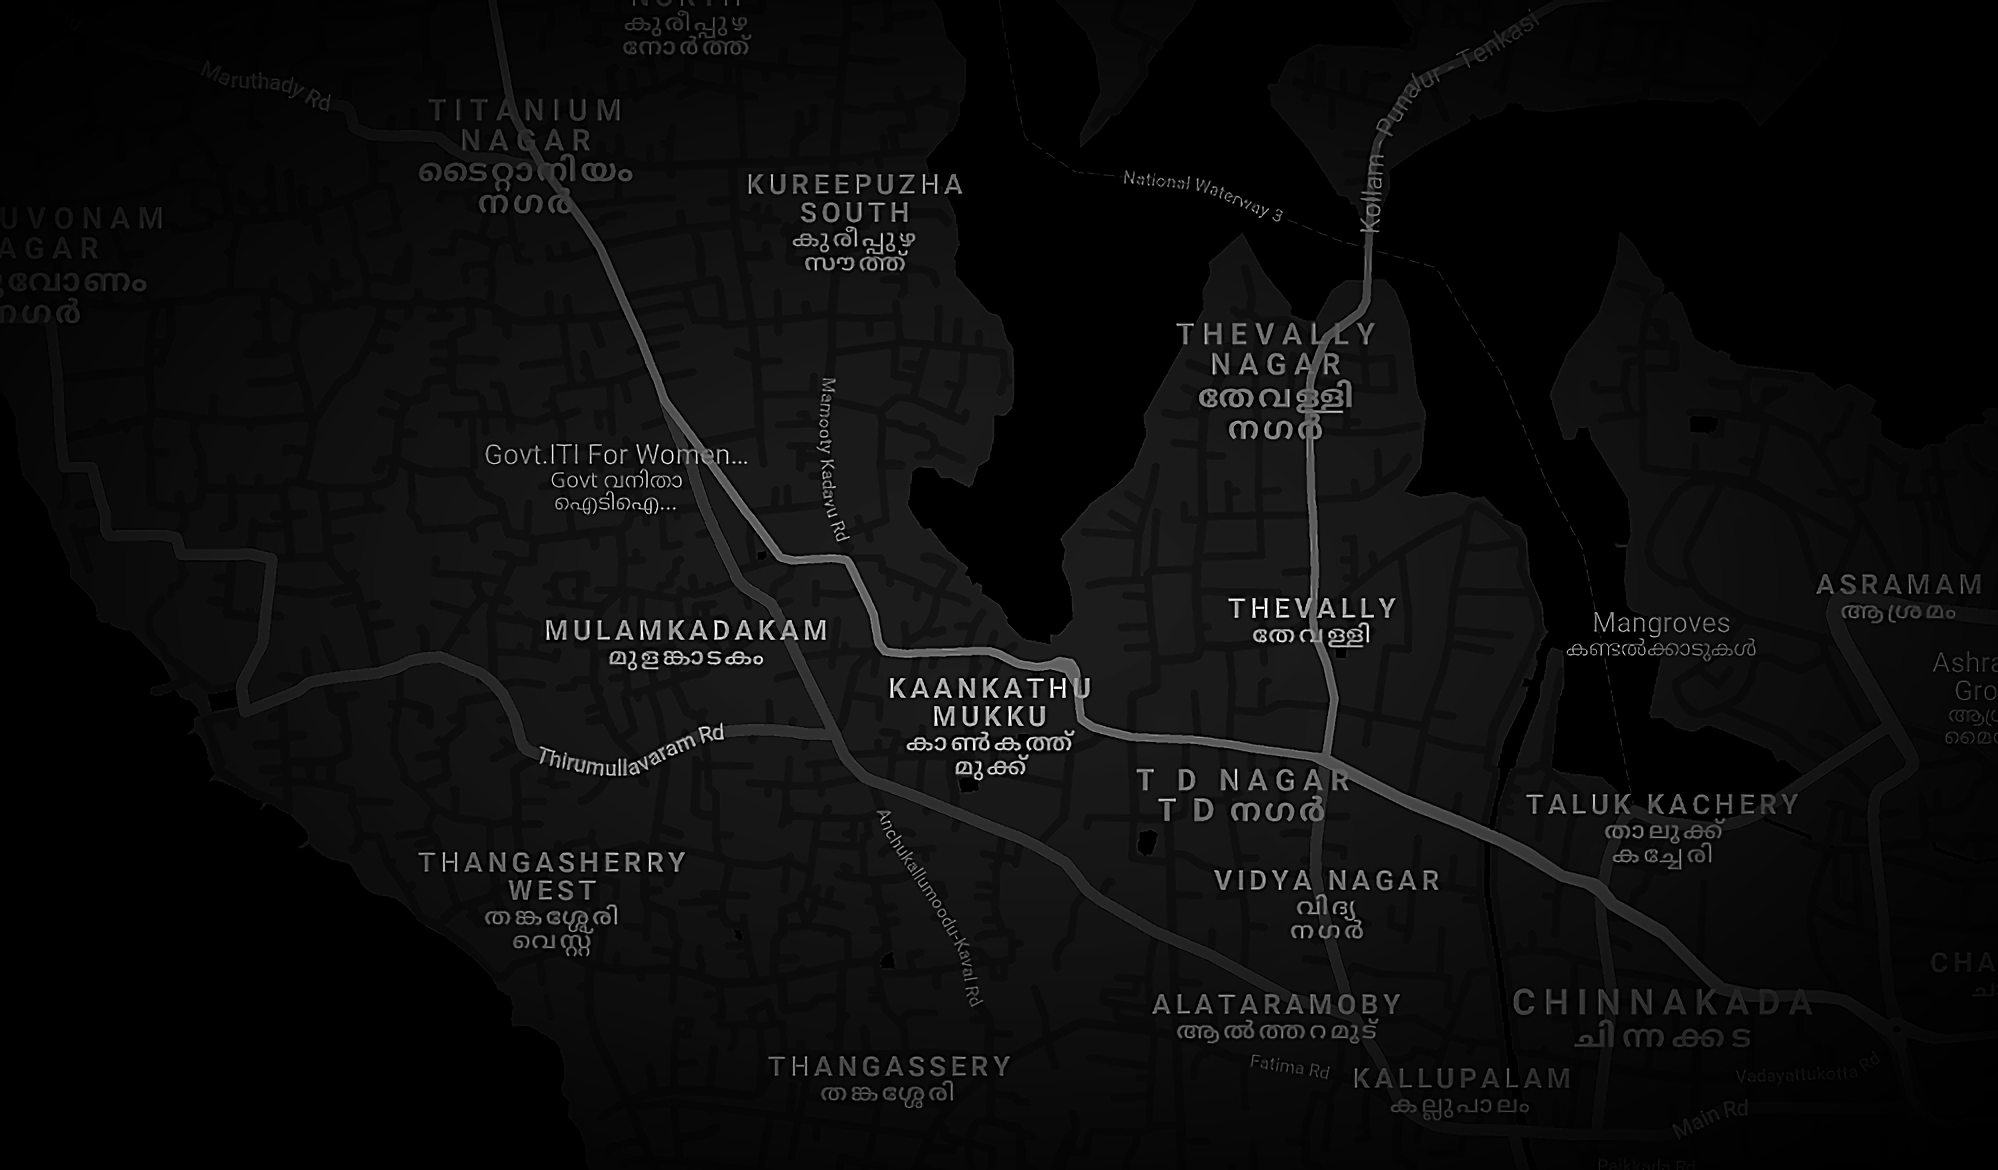 NORTH
കുരീപ്പുഴ
നോർത്ത്
Maruthady Rd
TITANIUM
NAGAR
ടൈറ്റാനിയം
നഗർ
KUREEPUZHA
SOUTH
കുരീപ്പുഴ
സൗത്ത്
National Waterway 3
Kollam - Punalur - Tenkasi
UVONAM
AGAR
വോണം
നഗർ
THEVALLY
NAGAR
തേവള്ളി
നഗർ
Govt.ITI For Women...
Govt വനിതാ
ഐടിഐ...
Mamooty Kadavu Rd
MULAMKADAKAM
മുളങ്കാടകം
THEVALLY
തേവള്ളി
ASRAMAM
ആശ്രമം
Mangroves
കണ്ടൽക്കാടുകൾ
Ashra
Gro
KAANKATHU
MUKKU
കാൺകത്ത്
മുക്ക്
Thirumullavaram Rd
T D NAGAR
T D നഗർ
TALUK KACHERY
താലൂക്ക്
കച്ചേരി
Anchukallumoodu-Kaval Rd
THANGASHERRY
WEST
തങ്കശ്ശേരി
വെസ്റ്റ്
VIDYA NAGAR
വിദ്യ
നഗർ
CHA
ALATARAMOBY
ആൽത്തറമൂട്
CHINNAKADA
ചിന്നക്കട
Fatima Rd
THANGASSERY
തങ്കശ്ശേരി
KALLUPALAM
കല്ലുപാലം
Vadayattukotta Rd
Main Rd
Paikkada Rd